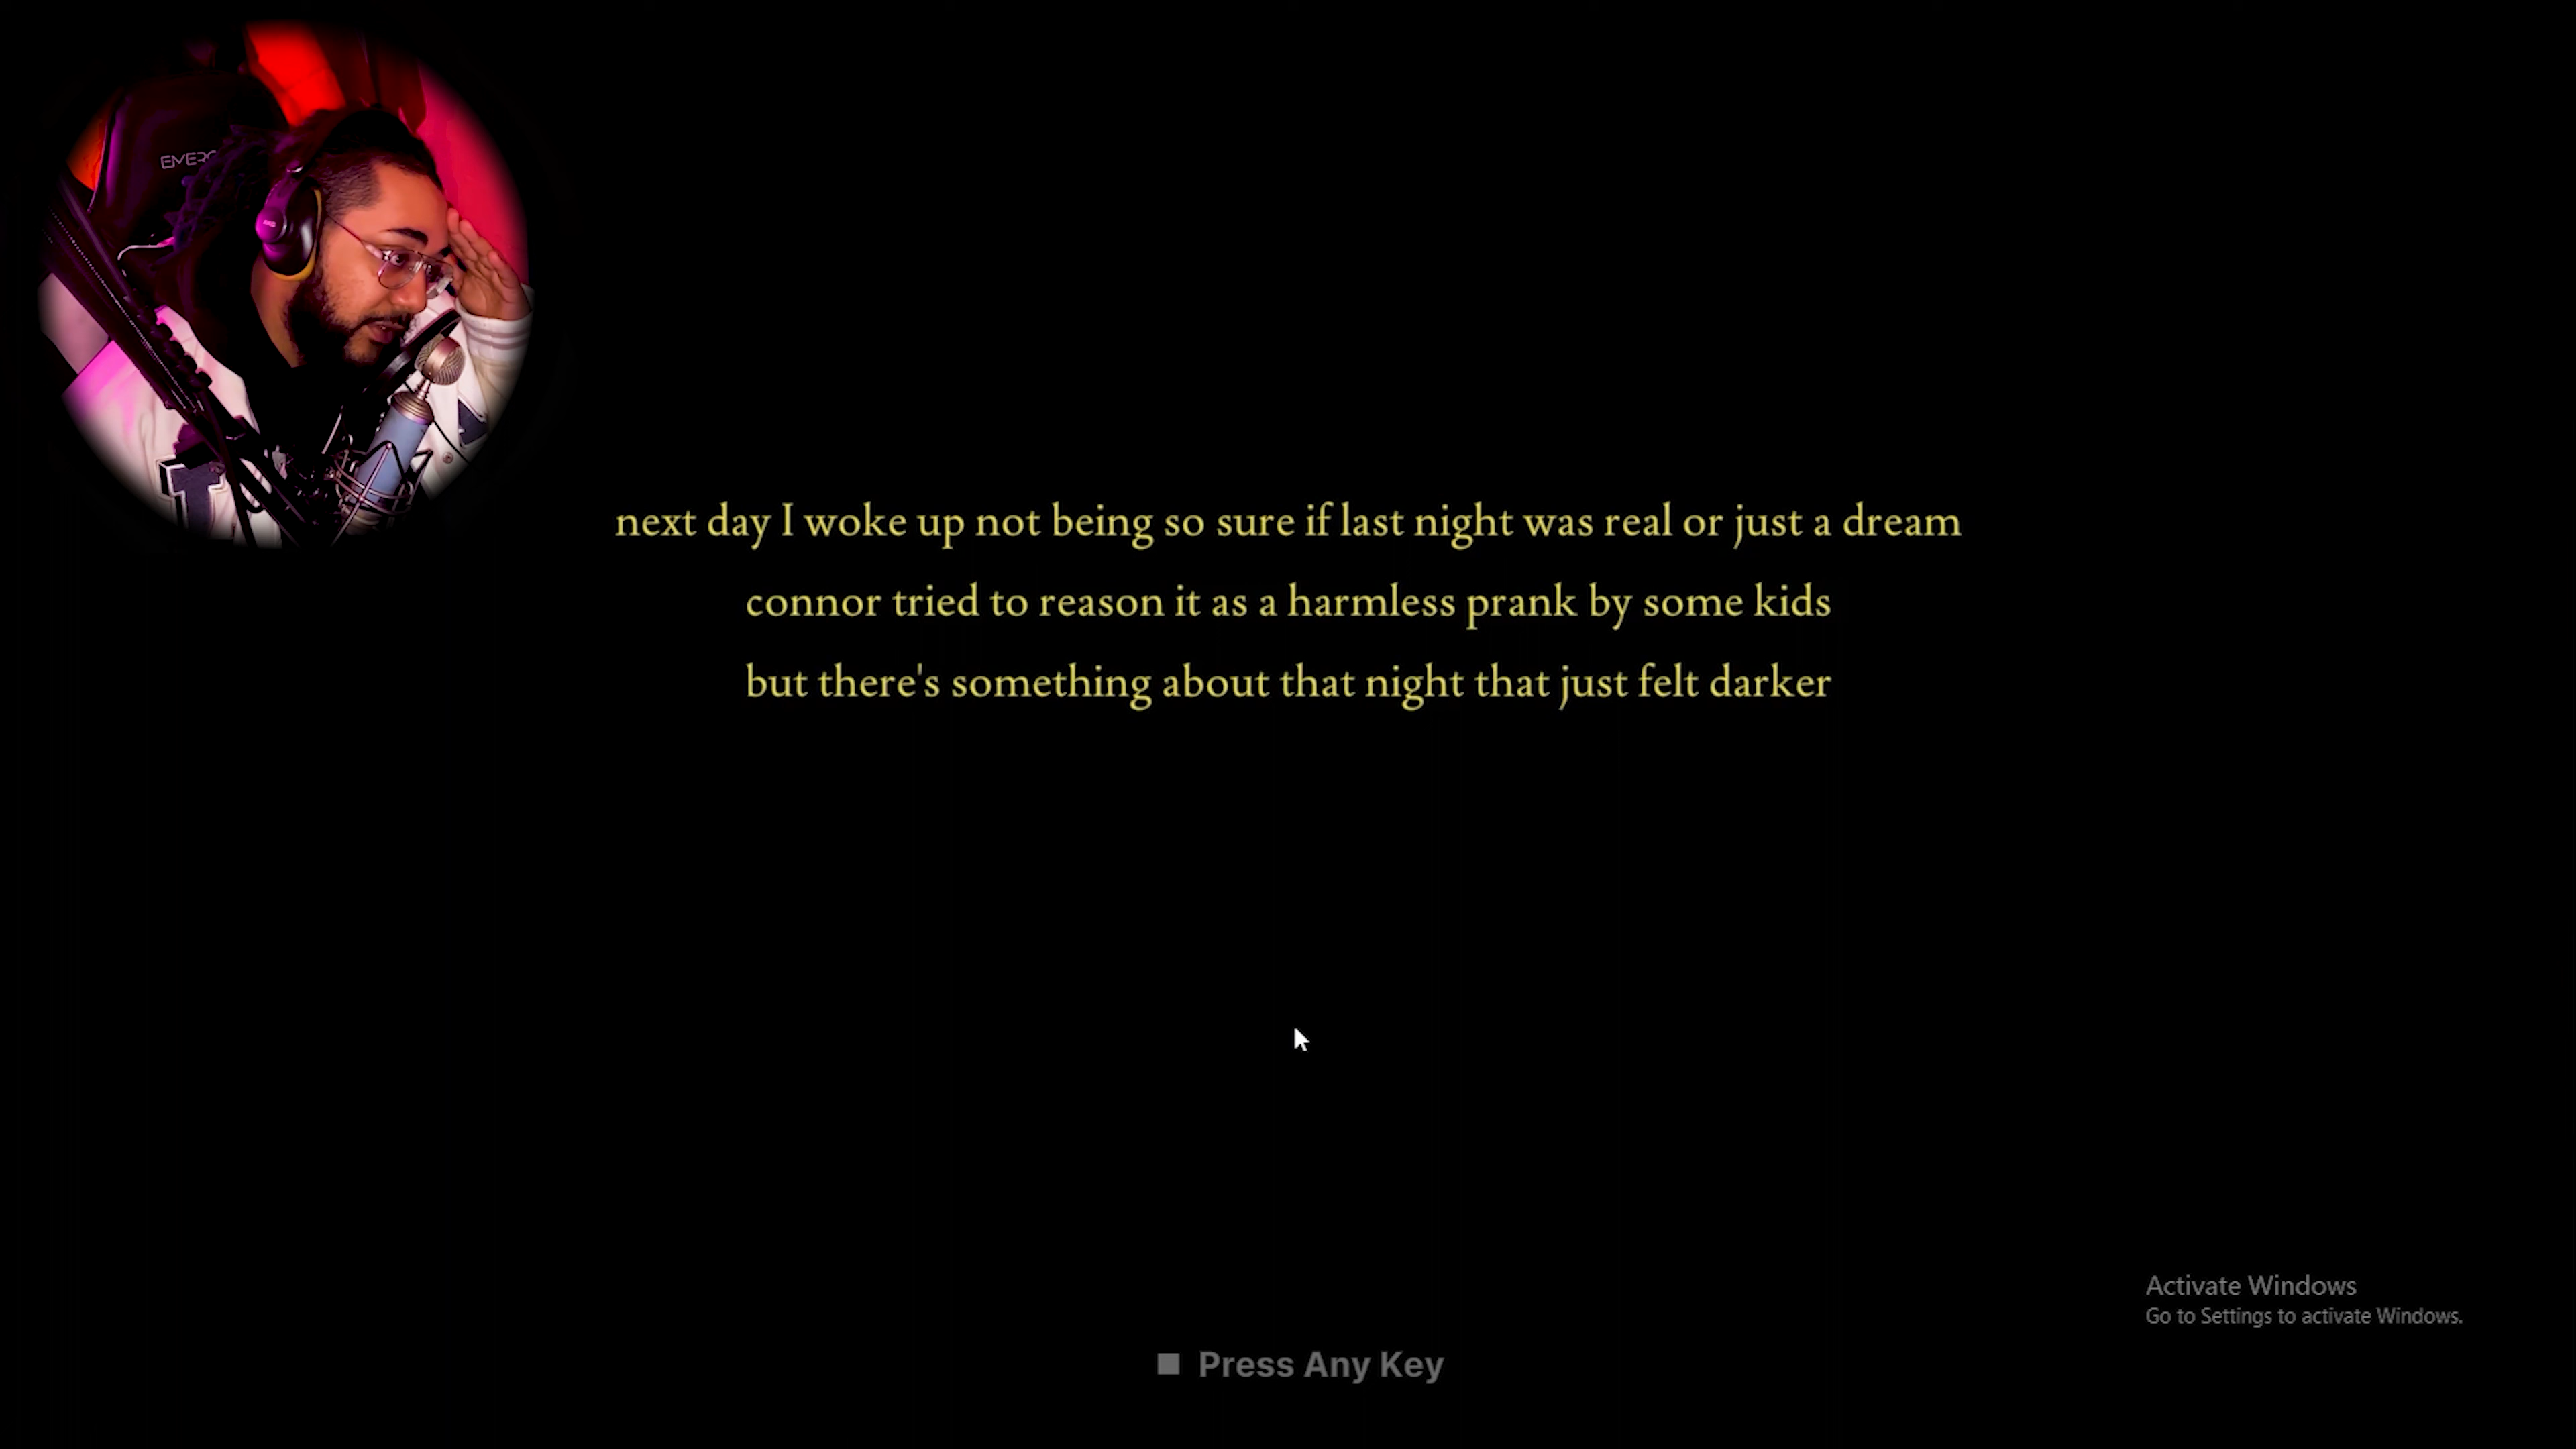 next day I woke up not being so sure if last night was real or just a dream
connor tried to reason it as a harmless prank by some kids
but there's something about that night that just felt darker
Activate Windows
Go to Settings to activate Windows.
Press Any Key